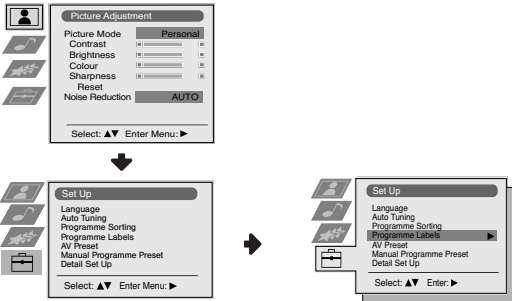 Picture Adjustment
Picture Mode Personal
Contrast
Brightness
Colour
Sharpness
Reset
Noise Reduction AUTO
Select: ▲▼ Enter Menu: ▶
Set Up
Language
Auto Tuning
Programme Sorting
Programme Labels
AV Preset
Manual Programme Preset
Detail Set Up
Select: ▲▼ Enter Menu: ▶
Set Up
Language
Auto Tuning
Programme Sorting
Programme Labels ▶
AV Preset
Manual Programme Preset
Detail Set Up
Select: ▲▼ Enter: ▶